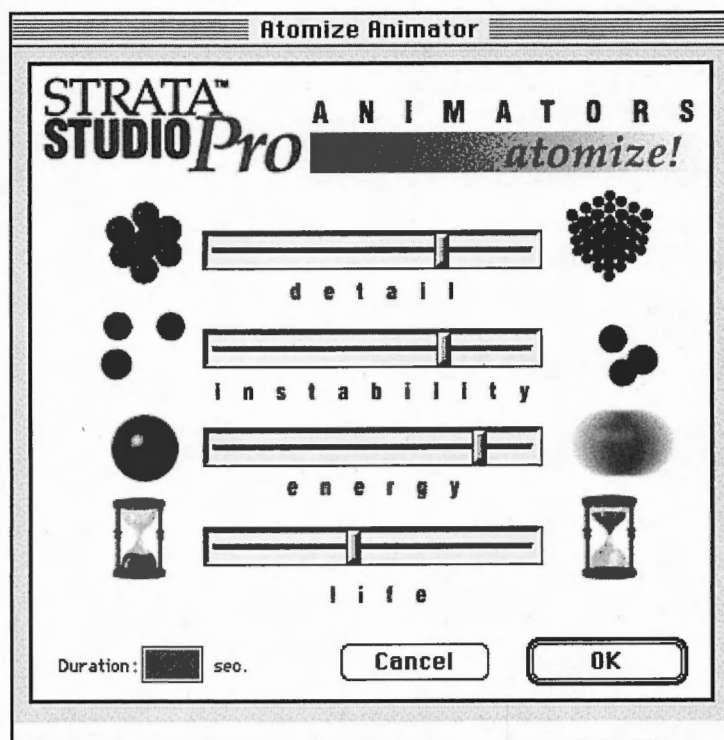 Atomize Animator
STRATA™
STUDIO Pro
ANIMATORS
atomize!
detail
instability
energy
life
Duration: sec.
Cancel
OK